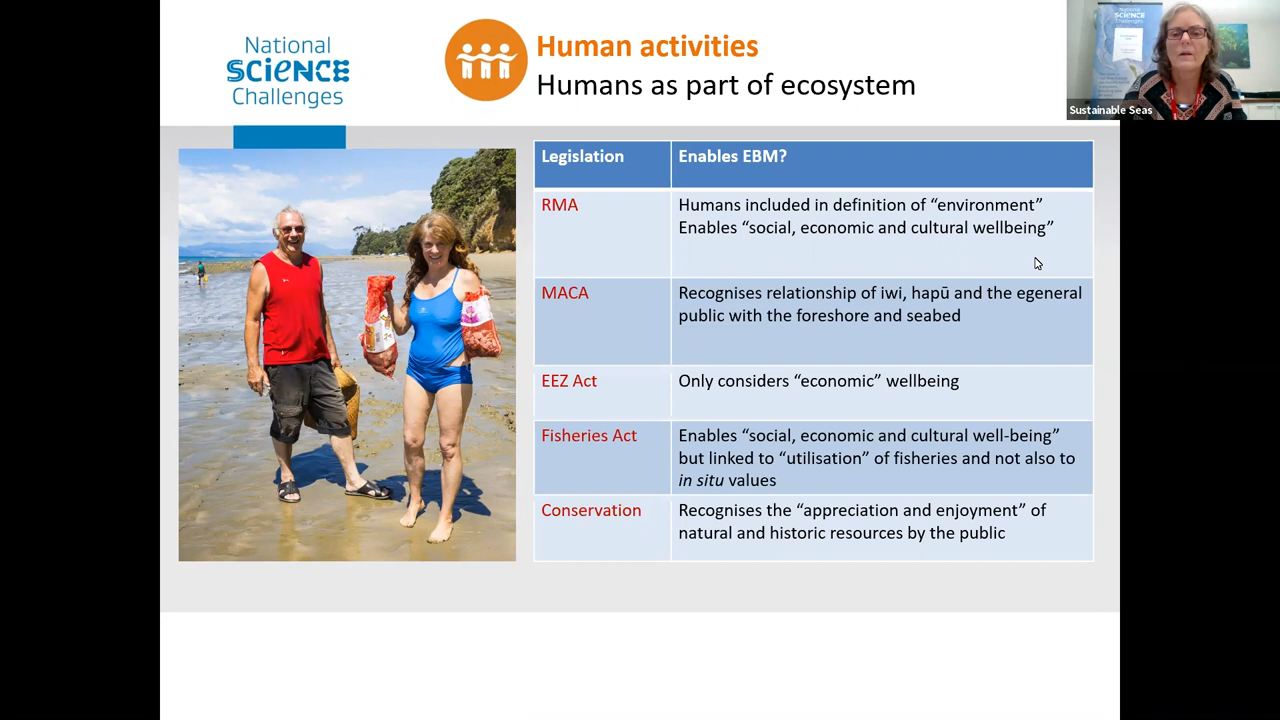 National
SCIENCE
Challenges
Human activities
Humans as part of ecosystem
National
SCIENCE
Challenges
Sustainable Seas
Legislation
Enables EBM?
RMA
Humans included in definition of “environment”
Enables “social, economic and cultural wellbeing”
MACA
Recognises relationship of iwi, hapū and the egeneral
public with the foreshore and seabed
EEZ Act
Only considers “economic” wellbeing
Fisheries Act
Enables “social, economic and cultural well-being”
but linked to “utilisation” of fisheries and not also to
in situ values
Conservation
Recognises the “appreciation and enjoyment” of
natural and historic resources by the public